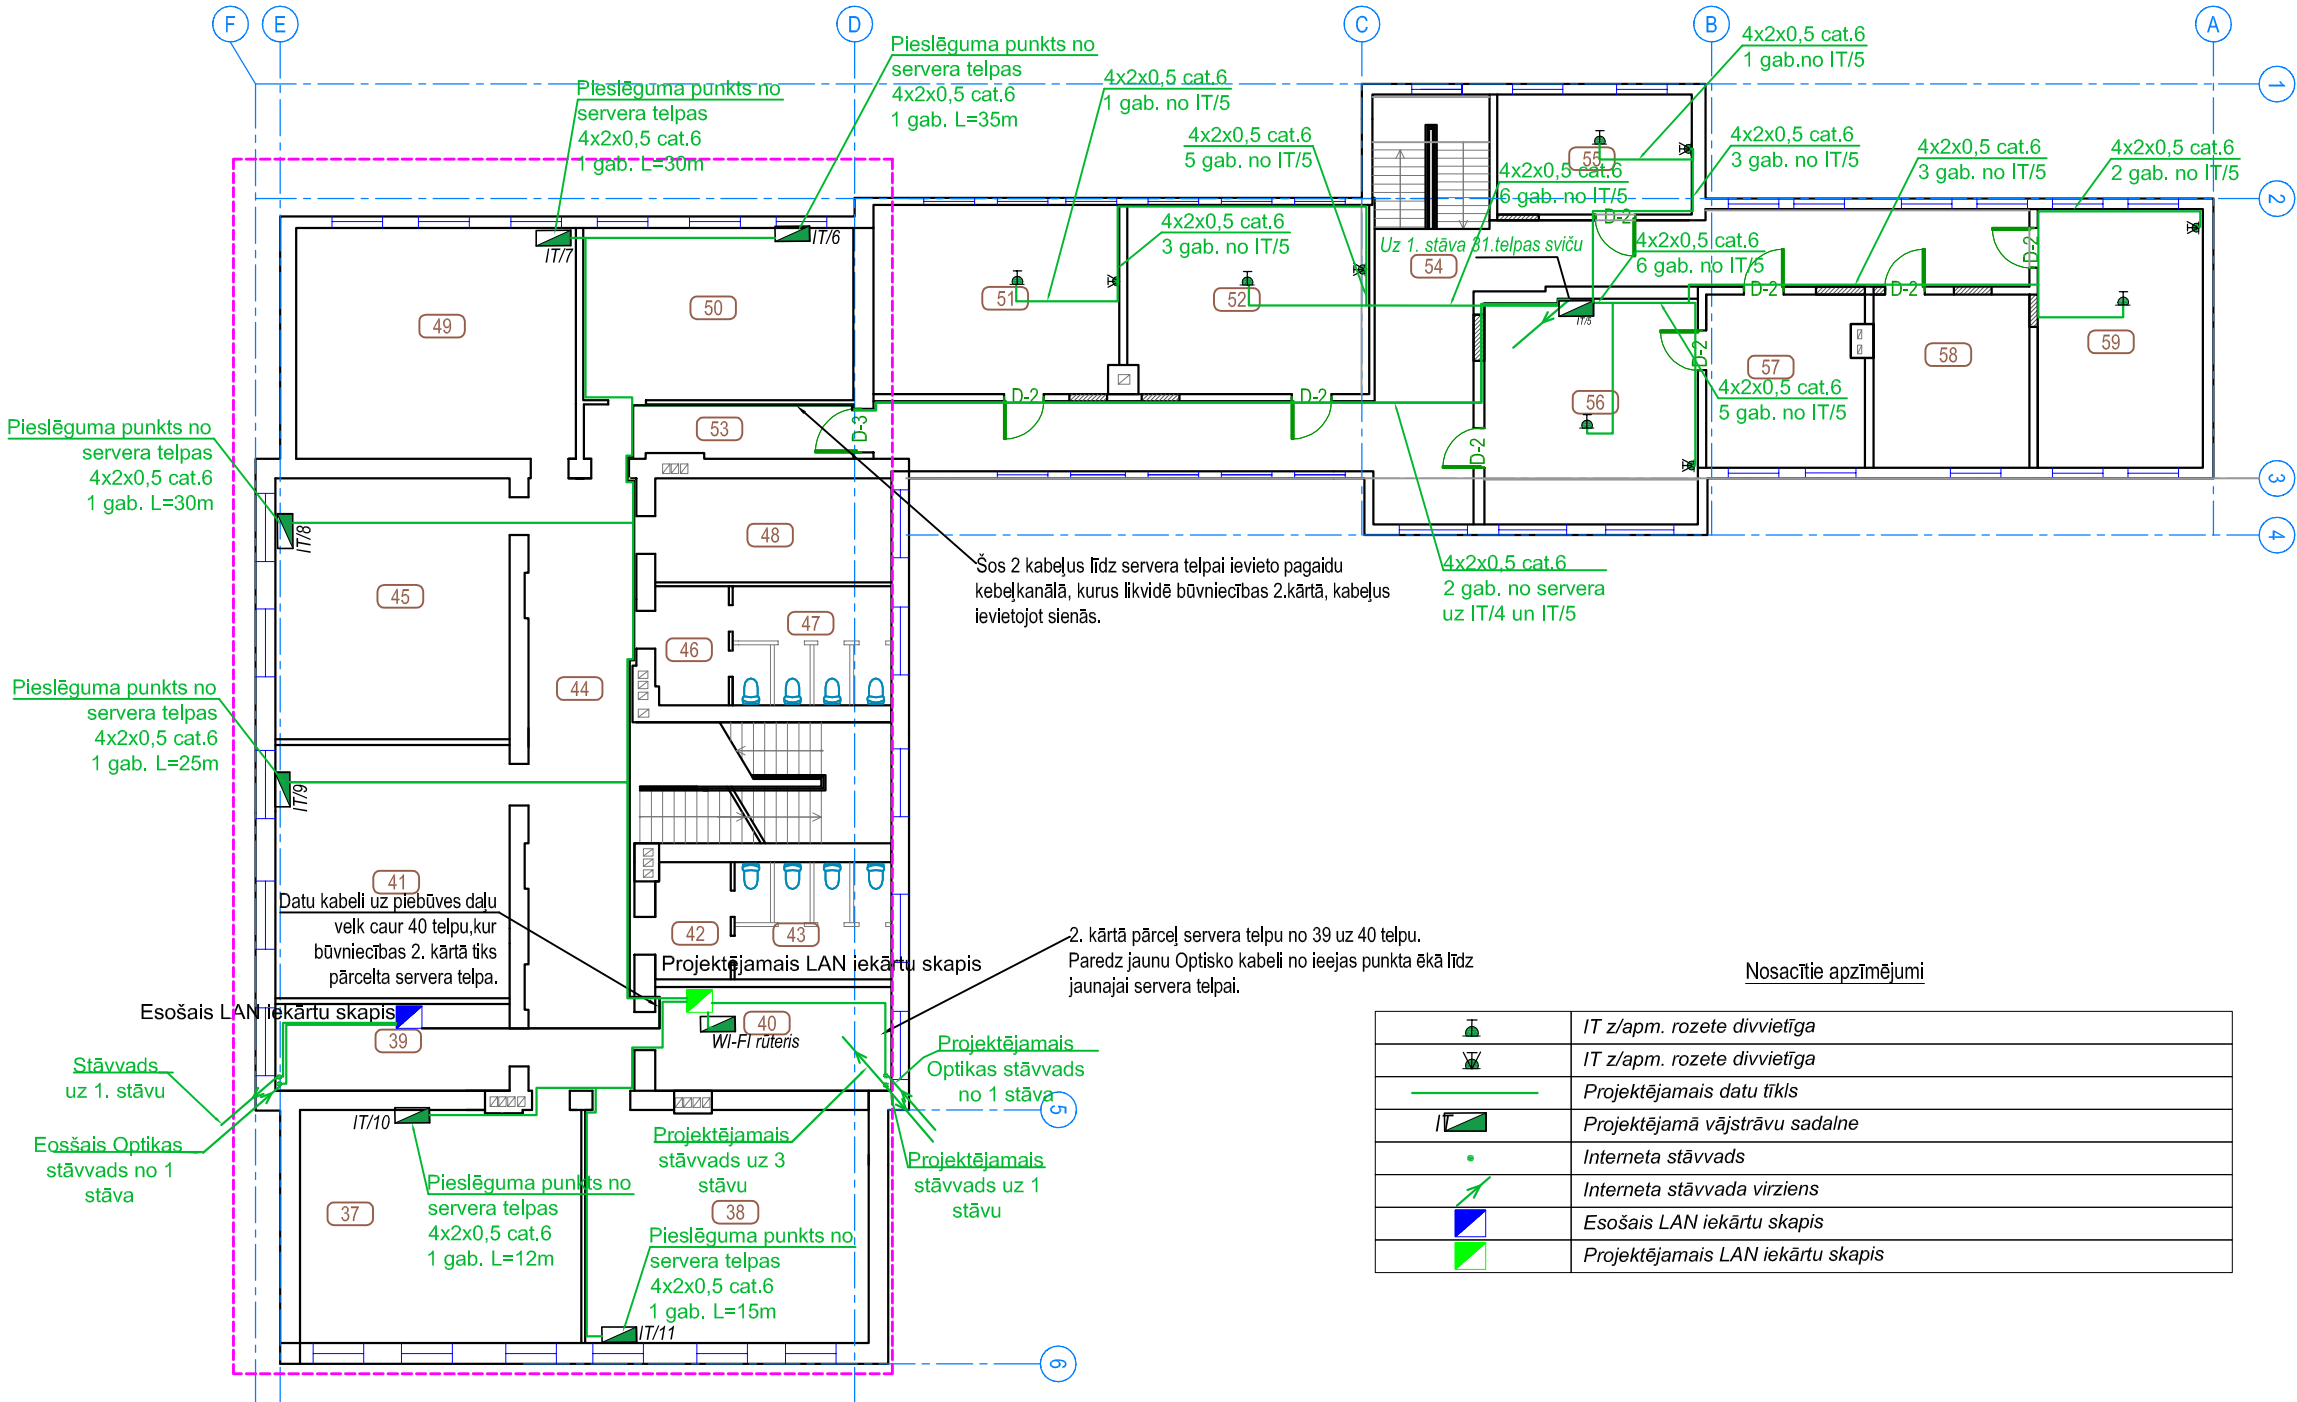 F
E
D
C
B
A
1
2
3
4
5
6
Pieslēguma punkts no
servera telpas
4x2x0,5 cat.6
1 gab. L=30m
Pieslēguma punkts no
servera telpas
4x2x0,5 cat.6
1 gab. L=35m
4x2x0,5 cat.6
1 gab. no IT/5
4x2x0,5 cat.6
5 gab. no IT/5
4x2x0,5 cat.6
3 gab. no IT/5
4x2x0,5 cat.6
6 gab. no IT/5
4x2x0,5 cat.6
1 gab.no IT/5
4x2x0,5 cat.6
3 gab. no IT/5
4x2x0,5 cat.6
3 gab. no IT/5
4x2x0,5 cat.6
2 gab. no IT/5
4x2x0,5 cat.6
6 gab. no IT/5
4x2x0,5 cat.6
5 gab. no IT/5
Uz 1. stāva 31.telpas sviču
IT/7
IT/6
IT/5
49
50
51
52
53
54
55
56
57
58
59
D-3
D-2
D-2
D-2
D-2
D-2
D-2
D-2
D-2
Pieslēguma punkts no
servera telpas
4x2x0,5 cat.6
1 gab. L=30m
IT/8
45
48
47
46
44
Šos 2 kabeļus līdz servera telpai ievieto pagaidu
kebeļkanālā, kurus likvidē būvniecības 2.kārtā, kabeļus
ievietojot sienās.
4x2x0,5 cat.6
2 gab. no servera
uz IT/4 un IT/5
Pieslēguma punkts no
servera telpas
4x2x0,5 cat.6
1 gab. L=25m
IT/9
41
Datu kabeli uz piebūves daļu
velk caur 40 telpu,kur
būvniecības 2. kārtā tiks
pārcelta servera telpa.
42
43
Projektējamais LAN iekārtu skapis
Esošais LAN iekārtu skapis
39
40
WI-FI rūteris
2. kārtā pārceļ servera telpu no 39 uz 40 telpu.
Paredz jaunu Optisko kabeli no ieejas punkta ēkā līdz
jaunajai servera telpai.
Stāvvads
uz 1. stāvu
Eosšais Optikas
stāvvads no 1
stāva
Projektējamais
Optikas stāvvads
no 1 stāva
Projektējamais
stāvvads uz 3
stāvu
Projektējamais
stāvvads uz 1
stāvu
IT/10
Pieslēguma punkts no
servera telpas
4x2x0,5 cat.6
1 gab. L=12m
37
38
Pieslēguma punkts no
servera telpas
4x2x0,5 cat.6
1 gab. L=15m
IT/11
Nosacītie apzīmējumi
IT z/apm. rozete divvietīga
IT z/apm. rozete divvietīga
Projektējamais datu tīkls
IT Projektējamā vājstrāvu sadalne
Interneta stāvvads
Interneta stāvvada virziens
Esošais LAN iekārtu skapis
Projektējamais LAN iekārtu skapis